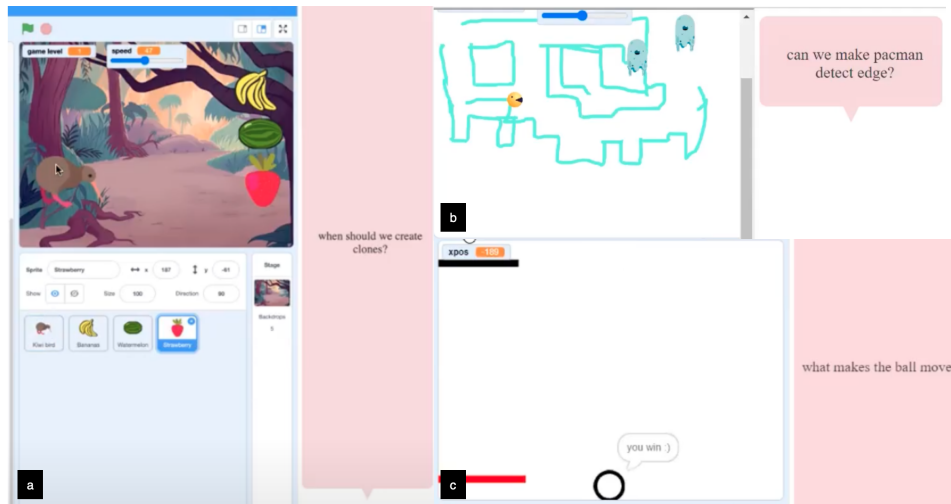 game level 1
speed 47
when should we create
clones?
Sprite Strawberry x 187 y -61
Show Size 100 Direction 90
Stage
Backdrops
5
Kiwi bird
Bananas
Watermelon
Strawberry
a
can we make pacman
detect edge?
b
xpos -189
you win :)
what makes the ball move
c